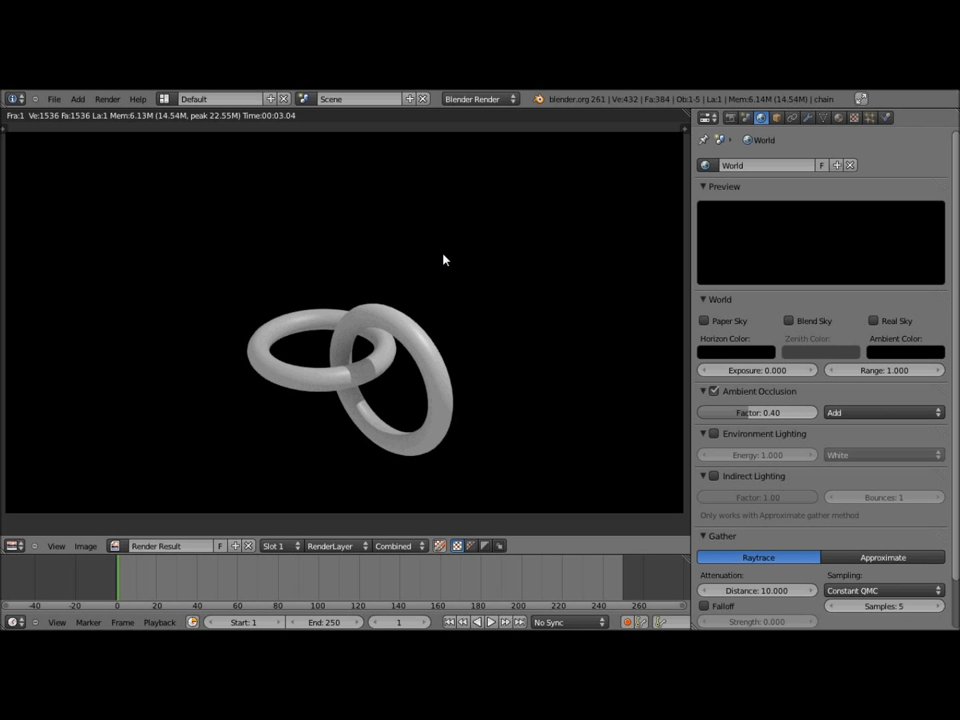 File Add Render Help Default Scene Blender Render blender.org 261 | Ve:432 | Fa:384 | Ob:1-5 | La:1 | Mem:6.14M (14.54M) | chain
Fra:1 Ve:1536 Fa:1536 La:1 Mem:6.13M (14.54M, peak 22.55M) Time:00:03.04
World
World F
Preview
World
Paper Sky Blend Sky Real Sky
Horizon Color: Zenith Color: Ambient Color:
Exposure: 0.000 Range: 1.000
Ambient Occlusion
Factor: 0.40 Add
Environment Lighting
Energy: 1.000 White
Indirect Lighting
Factor: 1.00 Bounces: 1
Only works with Approximate gather method
Gather
Raytrace Approximate
Attenuation: Sampling:
Distance: 10.000 Constant QMC
Falloff Samples: 5
Strength: 0.000
View Image Render Result F Slot 1 RenderLayer Combined
-40 -20 0 20 40 60 80 100 120 140 160 180 200 220 240 260
View Marker Frame Playback Start: 1 End: 250 1 No Sync